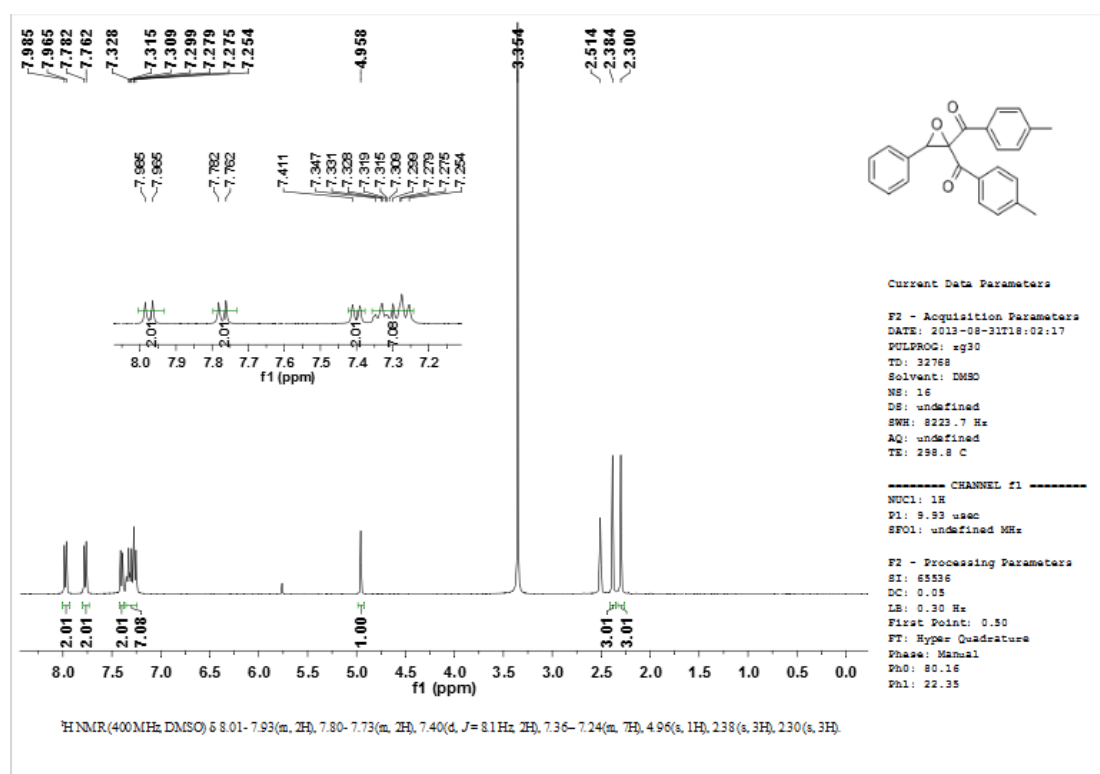 7.985
7.965
7.782
7.762
7.328
7.315
7.309
7.299
7.279
7.275
7.254
4.958
3.354
2.514
2.384
2.300
7.985
7.965
7.782
7.762
7.411
7.347
7.331
7.328
7.319
7.315
7.309
7.299
7.279
7.275
7.254
2.01
2.01
2.01
7.08
8.0 7.9 7.8 7.7 7.6 7.5 7.4 7.3 7.2
f1 (ppm)
O
O
O
Current Data Parameters
F2 - Acquisition Parameters
DATE: 2013-08-31T18:02:17
PULPROG: zg30
TD: 32768
Solvent: DMSO
NS: 16
DS: undefined
SWH: 8223.7 Hz
AQ: undefined
TE: 298.8 C
======== CHANNEL f1 ========
NUC1: 1H
P1: 9.93 usec
SFO1: undefined MHz
F2 - Processing Parameters
SI: 65536
DC: 0.05
LB: 0.30 Hz
First Point: 0.50
FT: Hyper Quadrature
Phase: Manual
Ph0: 80.16
Ph1: 22.35
2.01
2.01
2.01
7.08
1.00
3.01
3.01
8.0 7.5 7.0 6.5 6.0 5.5 5.0 4.5 4.0 3.5 3.0 2.5 2.0 1.5 1.0 0.5 0.0
f1 (ppm)
¹H NMR (400 MHz, DMSO) δ 8.01- 7.93(m, 2H), 7.80- 7.73(m, 2H), 7.40(d, J = 8.1 Hz, 2H), 7.36– 7.24(m, 7H), 4.96(s, 1H), 2.38(s, 3H), 2.30(s, 3H).